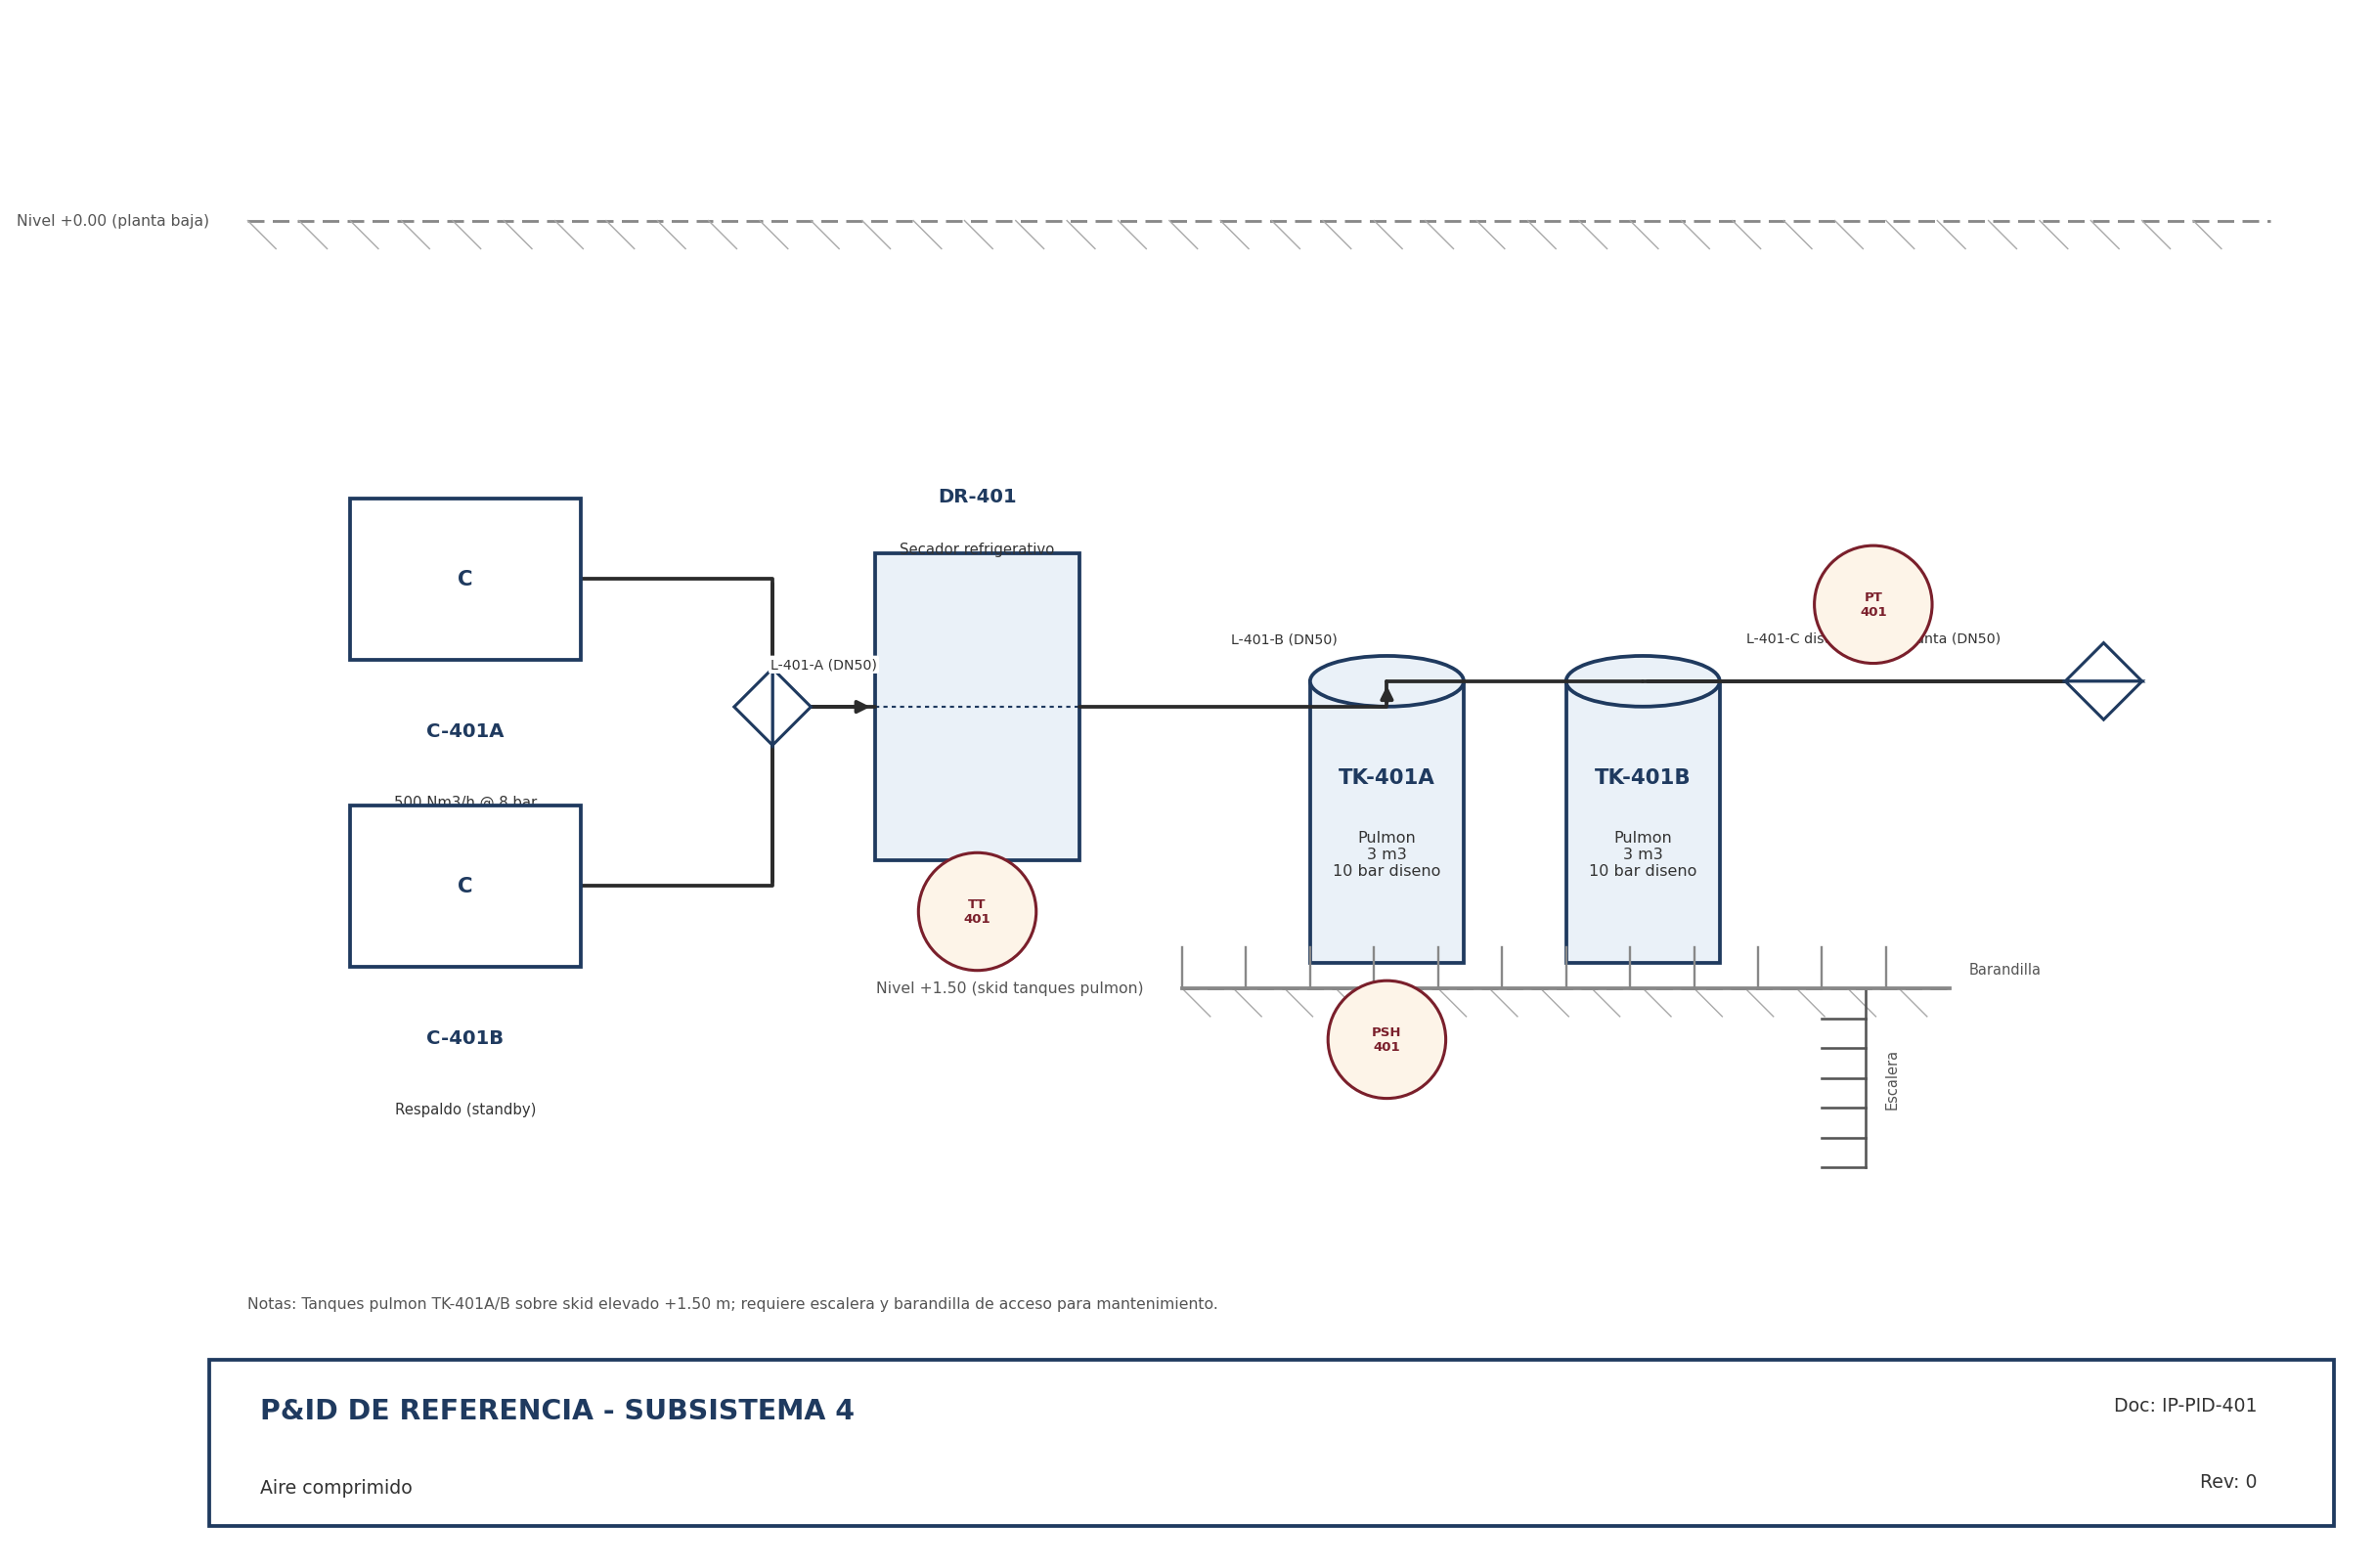 Nivel +0.00 (planta baja)
DR-401
Secador refrigerativo
C
C-401A
500 Nm3/h @ 8 bar
L-401-A (DN50)
L-401-B (DN50)
PT
401
L-401-C dis nta (DN50)
TK-401A
Pulmon
3 m3
10 bar diseno
TK-401B
Pulmon
3 m3
10 bar diseno
C
TT
401
Nivel +1.50 (skid tanques pulmon)
Barandilla
PSH
401
Escalera
C-401B
Respaldo (standby)
Notas: Tanques pulmon TK-401A/B sobre skid elevado +1.50 m; requiere escalera y barandilla de acceso para mantenimiento.
P&ID DE REFERENCIA - SUBSISTEMA 4
Aire comprimido
Doc: IP-PID-401
Rev: 0